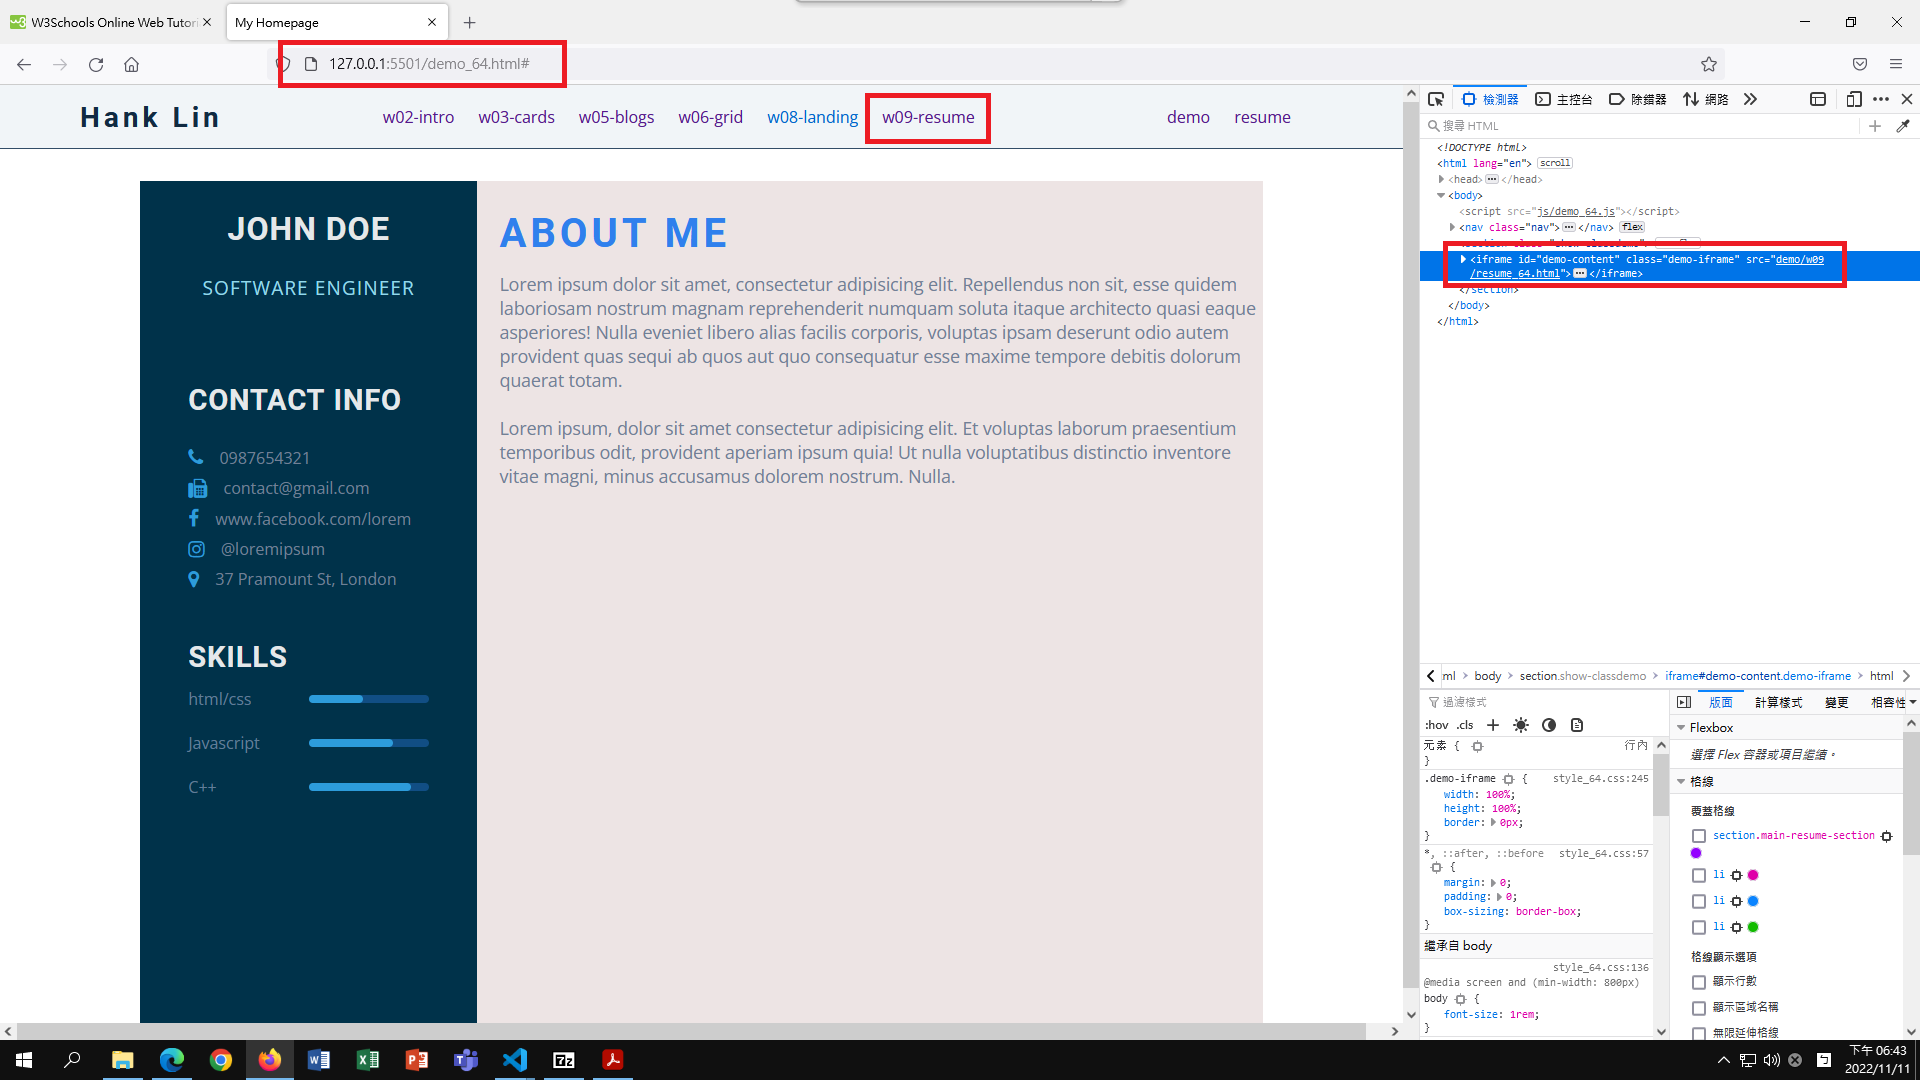 W3Schools Online Web Tutori
My Homepage
127.0.0.1:5501/demo_64.html#
Hank Lin
w02-intro
w03-cards
w05-blogs
w06-grid
w08-landing
w09-resume
demo
resume
JOHN DOE
SOFTWARE ENGINEER
CONTACT INFO
0987654321
contact@gmail.com
www.facebook.com/lorem
@loremipsum
37 Pramount St, London
SKILLS
html/css
Javascript
C++
ABOUT ME
Lorem ipsum dolor sit amet, consectetur adipisicing elit. Repellendus non sit, esse quidem
laboriosam nostrum magnam reprehenderit numquam soluta itaque architecto quasi eaque
asperiores! Nulla eveniet libero alias facilis corporis, voluptas ipsam deserunt odio autem
provident quas sequi ab quos aut quo consequatur esse maxime tempore debitis dolorum
quaerat totam.
Lorem ipsum, dolor sit amet consectetur adipisicing elit. Et voluptas laborum praesentium
temporibus odit, provident aperiam ipsum quia! Ut nulla voluptatibus distinctio inventore
vitae magni, minus accusamus dolorem nostrum. Nulla.
檢測器
主控台
除錯器
網路
搜尋 HTML
<!DOCTYPE html>
<html lang="en"> scroll
<head> ••• </head>
<body>
<script src="js/demo_64.js"></script>
<nav class="nav"> ••• </nav> flex
<iframe id="demo-content" class="demo-iframe" src="demo/w09
/resume_64.html"> ••• </iframe>
</section>
</body>
</html>
ml > body > section.show-classdemo > iframe#demo-content.demo-iframe > html
過濾樣式
:hov .cls
元素 { 行內
}
.demo-iframe { style_64.css:245
width: 100%;
height: 100%;
border: 0px;
}
*, ::after, ::before style_64.css:57
{
margin: 0;
padding: 0;
box-sizing: border-box;
}
繼承自 body
style_64.css:136
@media screen and (min-width: 800px)
body {
font-size: 1rem;
}
版面
計算樣式
變更
相容性
Flexbox
選擇 Flex 容器或項目繼續。
格線
覆蓋格線
section.main-resume-section
li
li
li
格線顯示選項
顯示行數
顯示區域名稱
無限延伸格線
下午 06:43
2022/11/11